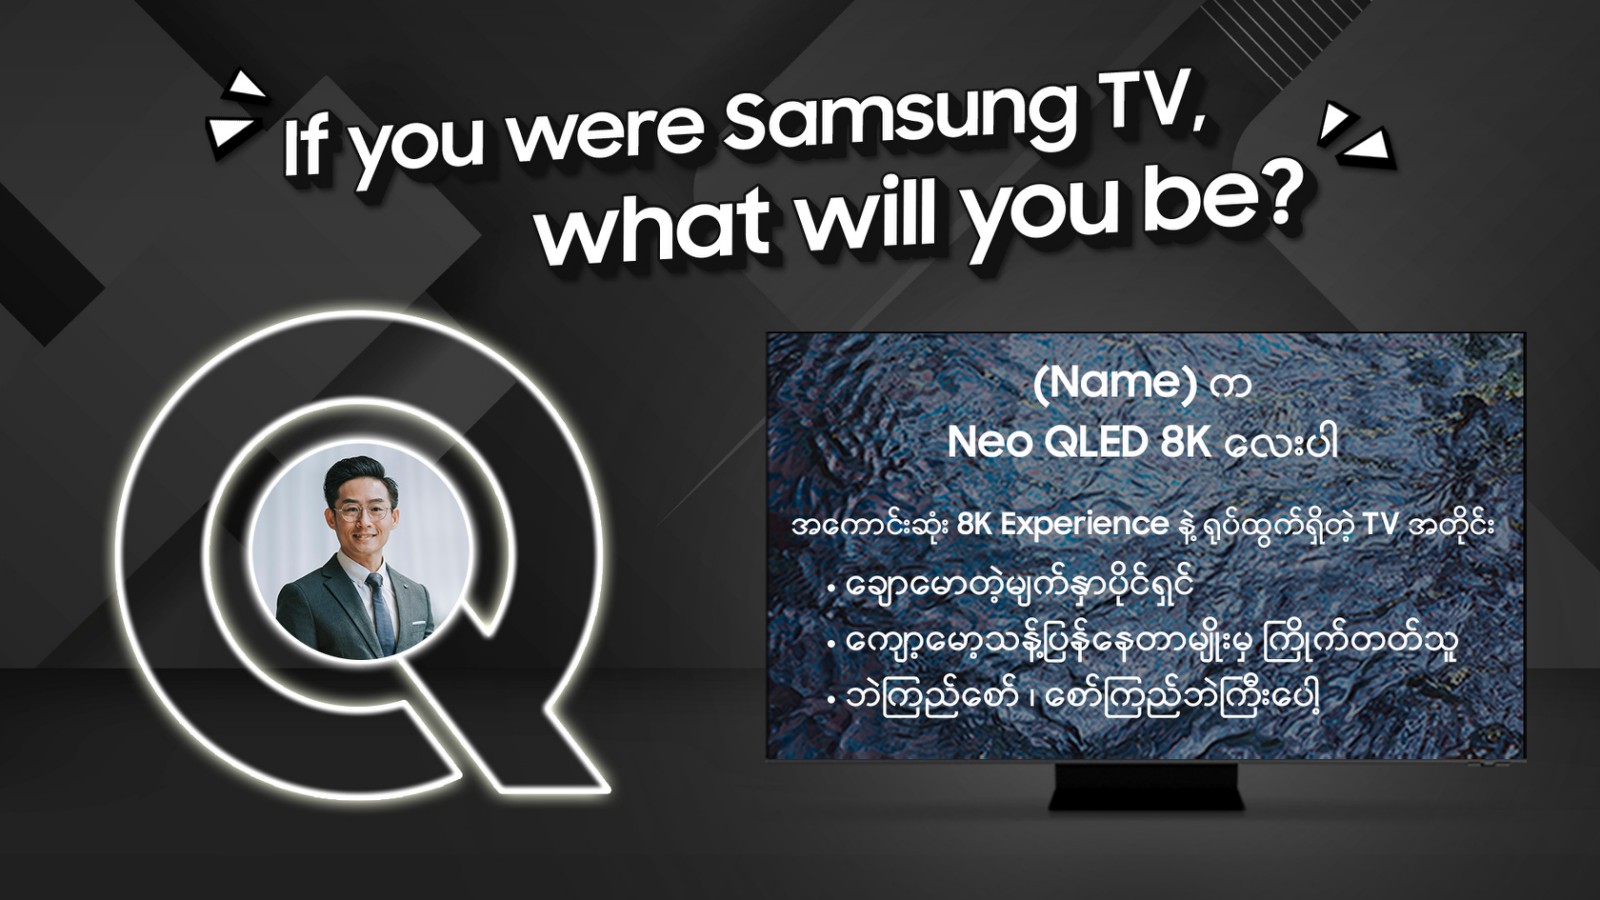 If you were Samsung TV,
what will you be?
(Name) က
Neo QLED 8K လေးပါ
အကောင်းဆုံး 8K Experience နဲ့ ရုပ်ထွက်ရှိတဲ့ TV အတိုင်း
• ချောမောတဲ့မျက်နှာပိုင်ရှင်
• ကျော့မော့သန့်ပြန်နေတာမျိုးမှ ကြိုက်တတ်သူ
• ဘဲကြည်စော် ၊ စော်ကြည်ဘဲကြီးပေါ့